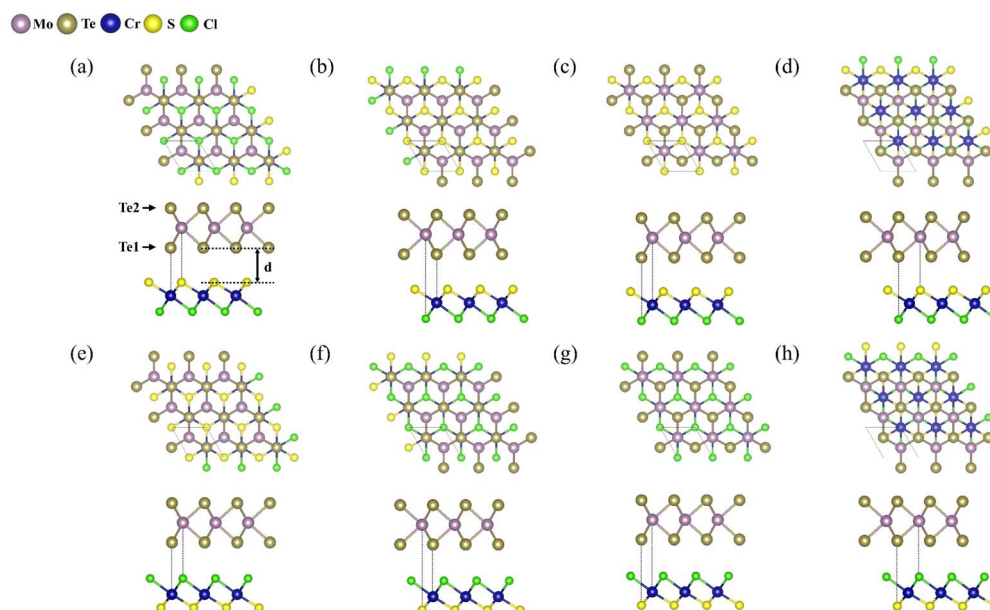 Mo Te Cr S Cl
(a) (b) (c) (d)
Te2
Te1
d
(e) (f) (g) (h)